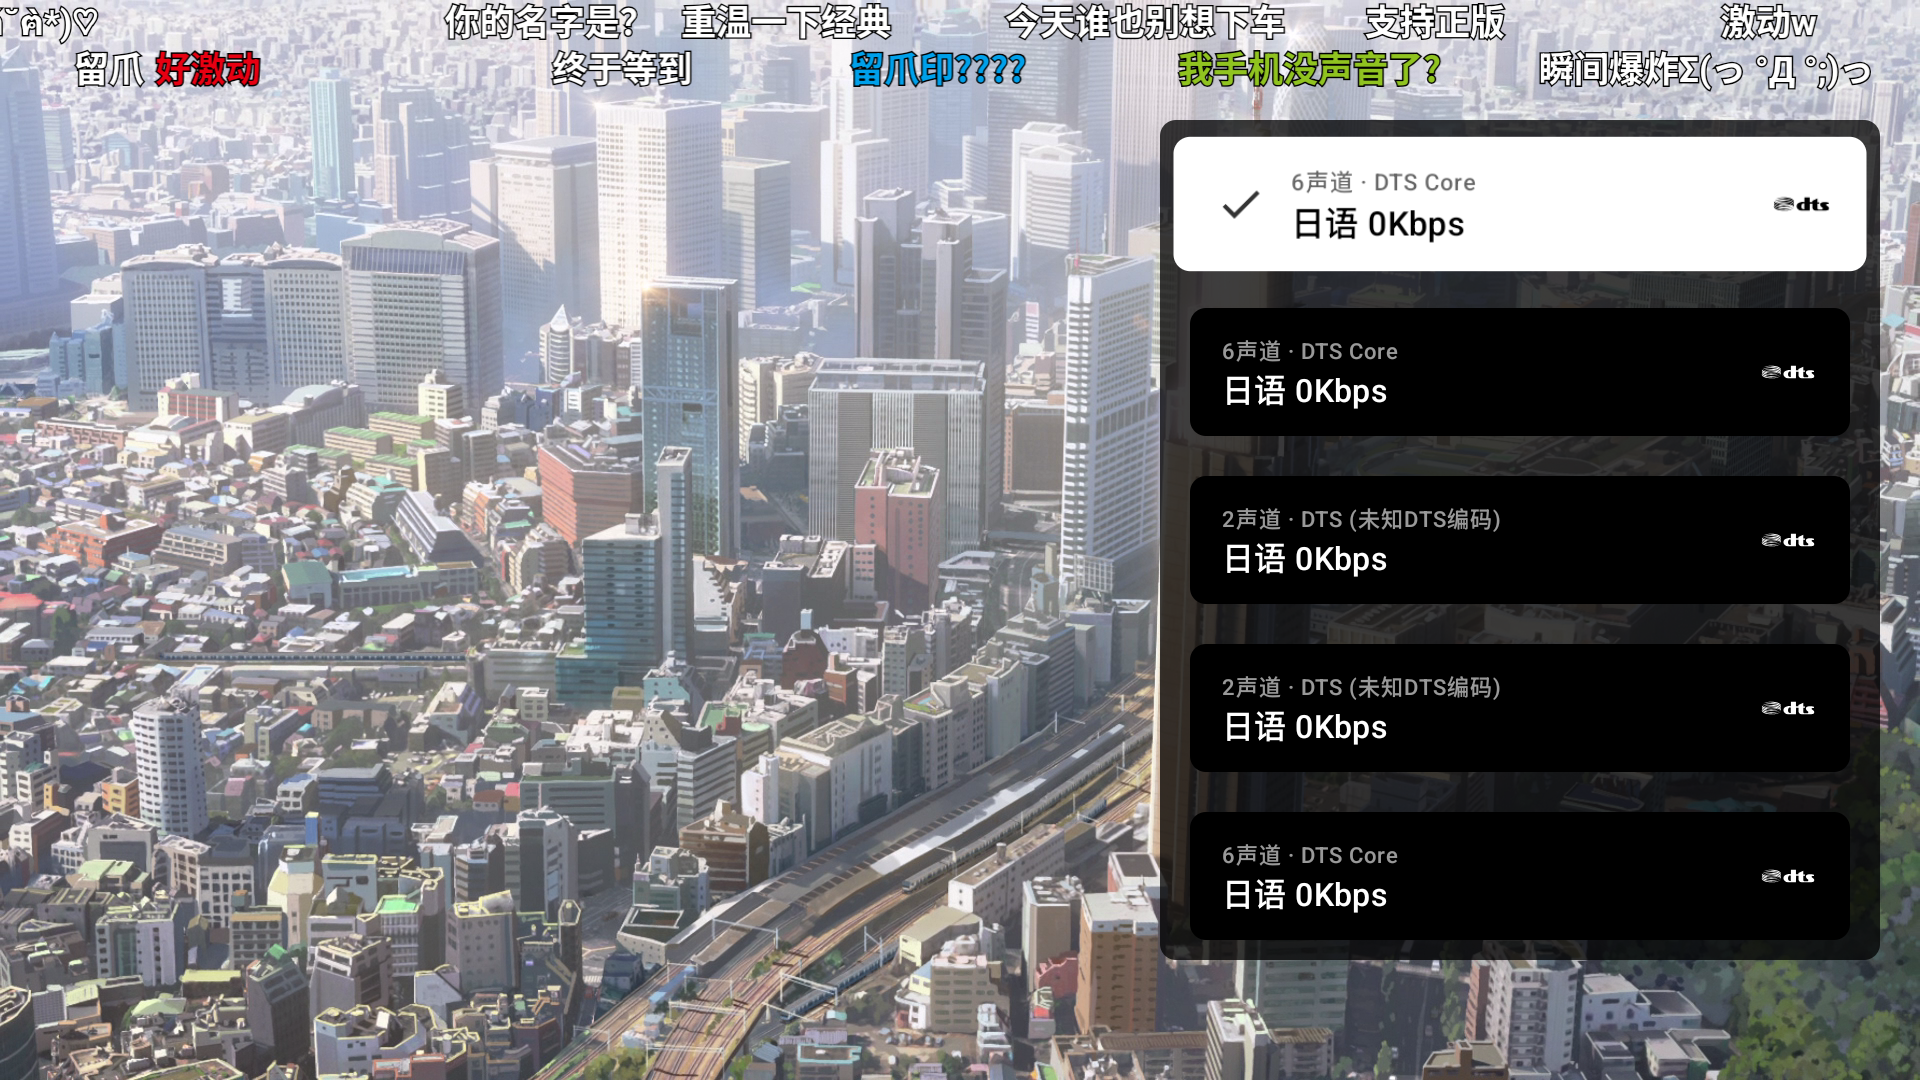 你的名字是? 重温一下经典 今天谁也别想下车 支持正版 激动w
留爪 好激动 终于等到 留爪印???? 我手机没声音了? 瞬间爆炸Σ(っ °Д °;)っ
6声道 · DTS Core
日语 0Kbps
dts
6声道 · DTS Core
日语 0Kbps
dts
2声道 · DTS (未知DTS编码)
日语 0Kbps
dts
2声道 · DTS (未知DTS编码)
日语 0Kbps
dts
6声道 · DTS Core
日语 0Kbps
dts